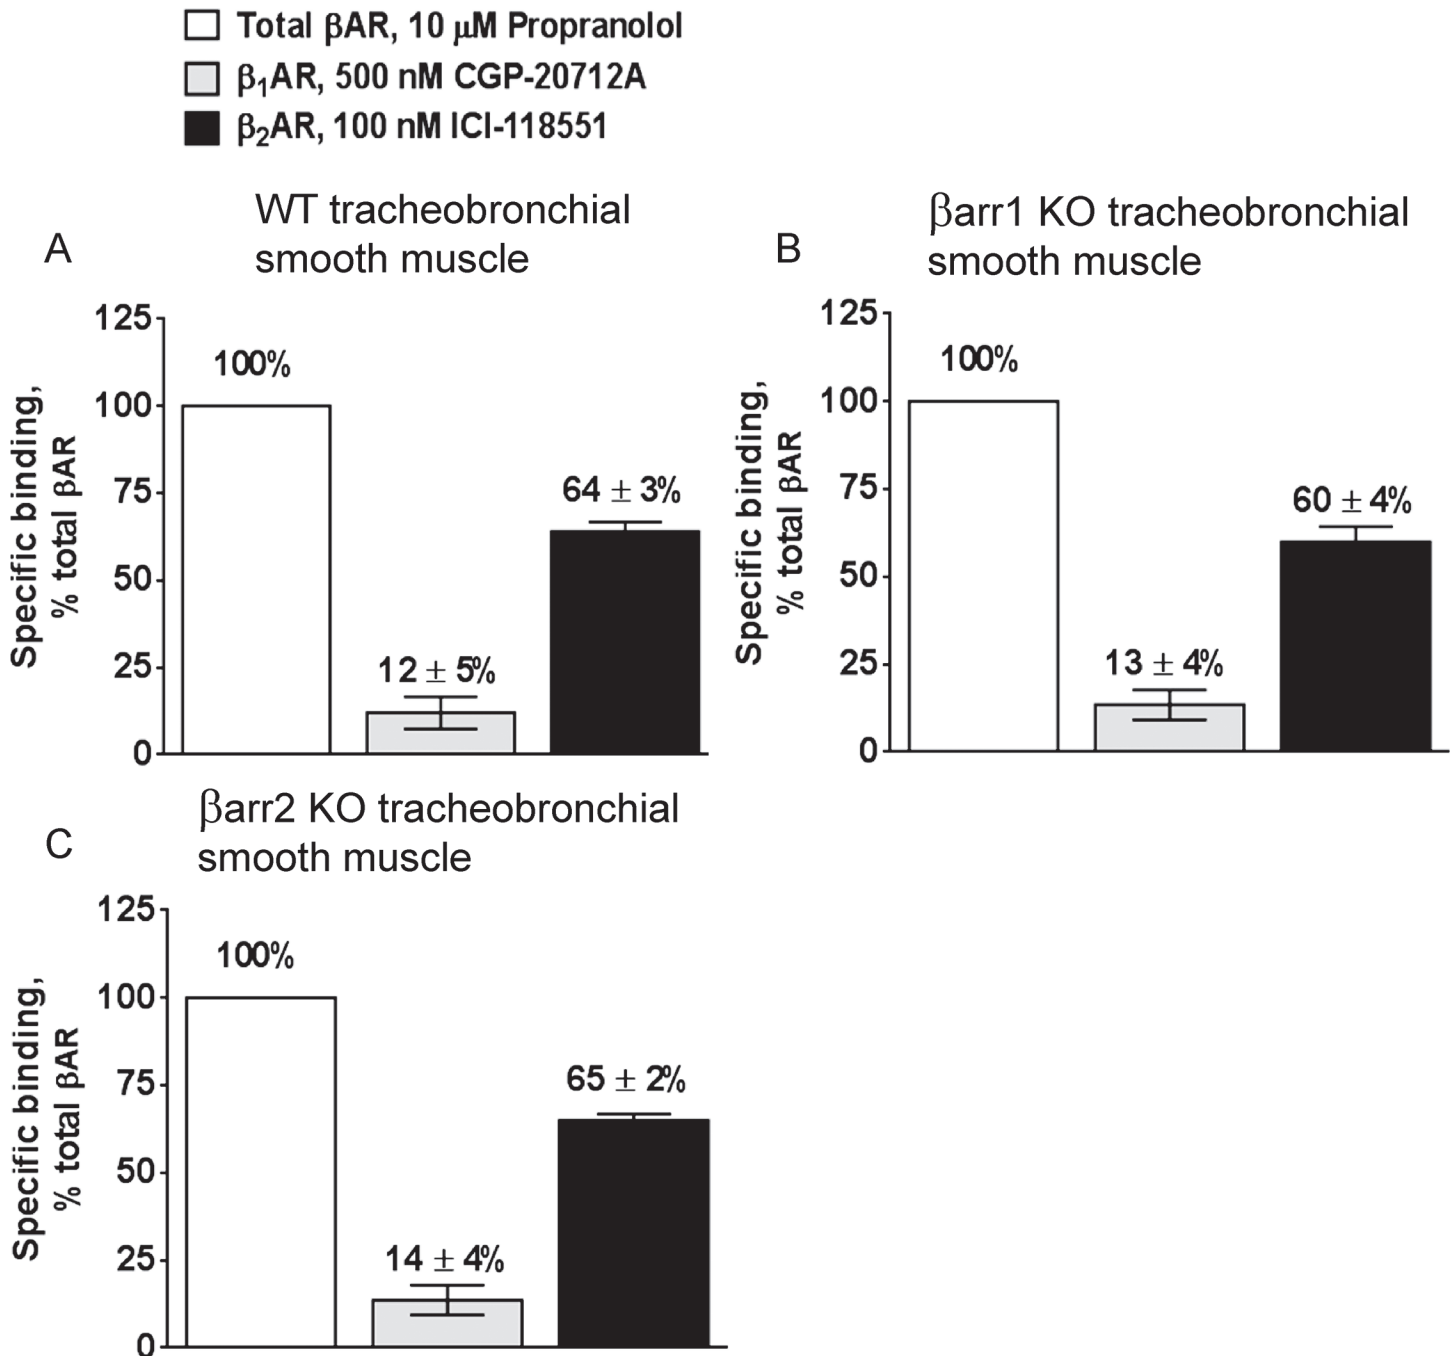 Total βAR, 10 μM Propranolol
β₁AR, 500 nM CGP-20712A
β₂AR, 100 nM ICI-118551
A
WT tracheobronchial
smooth muscle
Specific binding,
% total βAR
125
100
75
50
25
0
100%
12 ± 5%
64 ± 3%
B
βarr1 KO tracheobronchial
smooth muscle
Specific binding,
% total βAR
125
100
75
50
25
0
100%
13 ± 4%
60 ± 4%
C
βarr2 KO tracheobronchial
smooth muscle
Specific binding,
% total βAR
125
100
75
50
25
0
100%
14 ± 4%
65 ± 2%